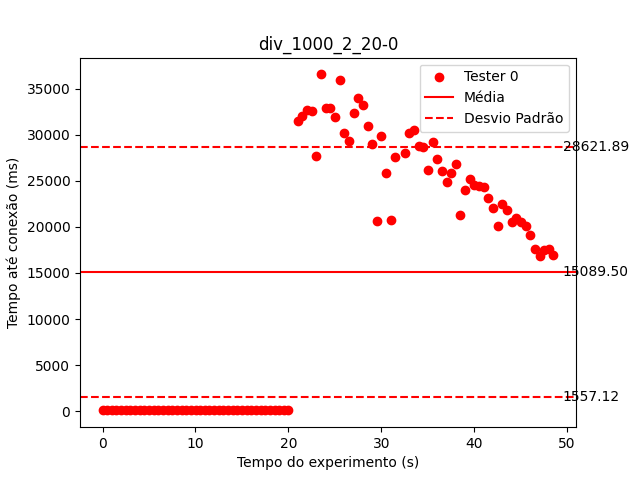 div_1000_2_20-0
Tester 0
Média
Desvio Padrão
35000
30000
28621.89
25000
20000
15000
15089.50
10000
5000
1557.12
0
Tempo até conexão (ms)
0 10 20 30 40 50
Tempo do experimento (s)